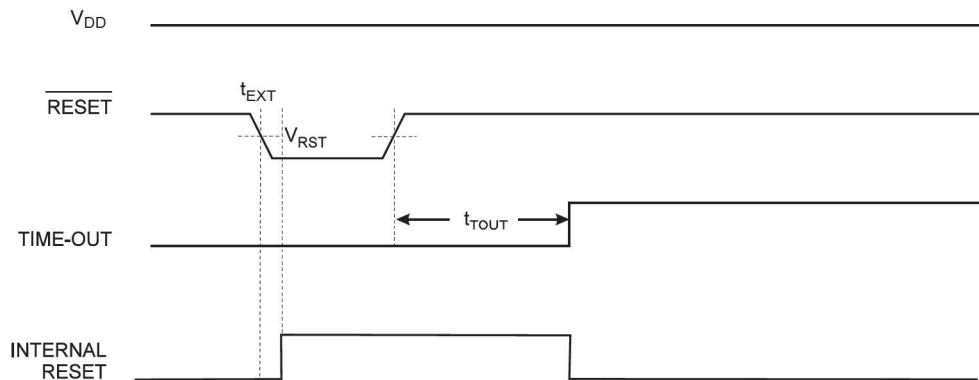 VDD
tEXT
RESET
VRST
tTOUT
TIME-OUT
INTERNAL
RESET